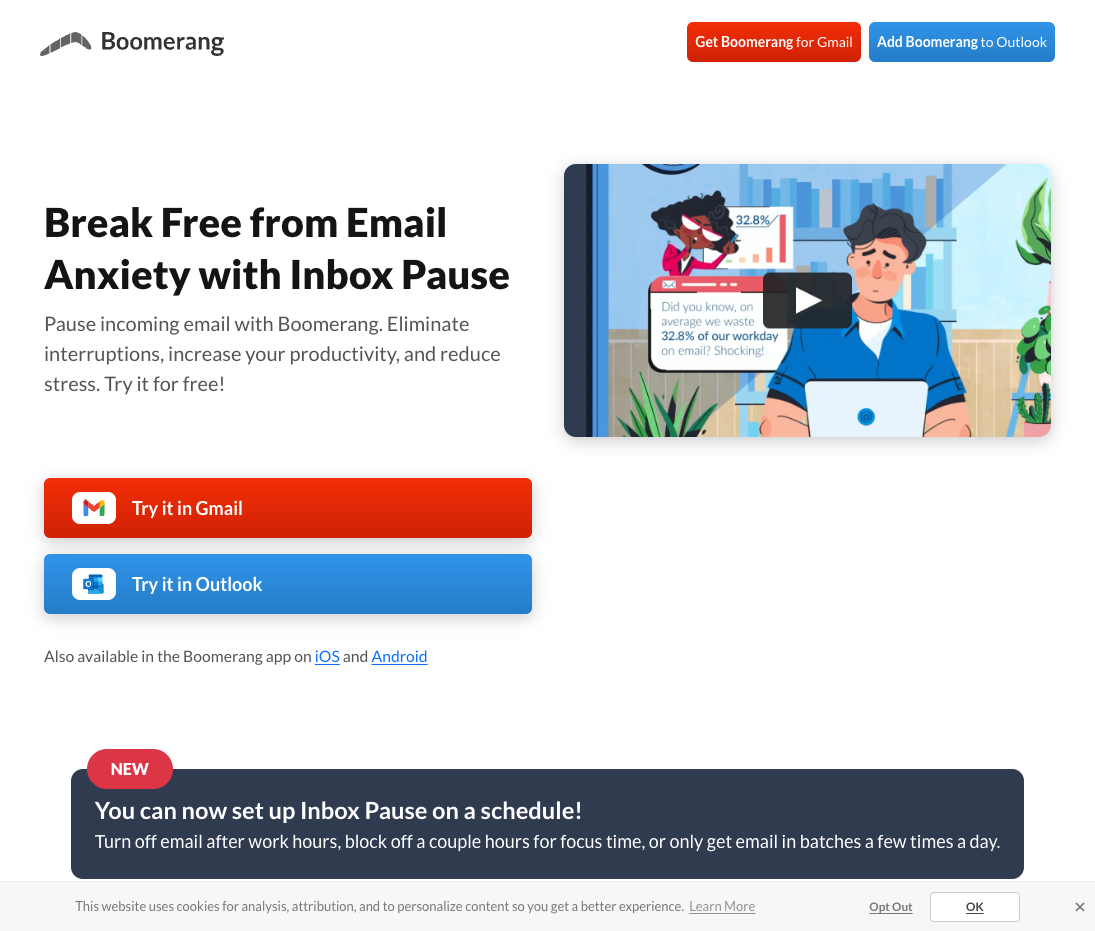 Boomerang
Get Boomerang for Gmail
Add Boomerang to Outlook
Break Free from Email
Anxiety with Inbox Pause
Pause incoming email with Boomerang. Eliminate
interruptions, increase your productivity, and reduce
stress. Try it for free!
32.8%
Did you know, on
average we waste
32.8% of our workday
on email? Shocking!
Try it in Gmail
Try it in Outlook
Also available in the Boomerang app on iOS and Android
NEW
You can now set up Inbox Pause on a schedule!
Turn off email after work hours, block off a couple hours for focus time, or only get email in batches a few times a day.
This website uses cookies for analysis, attribution, and to personalize content so you get a better experience. Learn More
Opt Out
OK